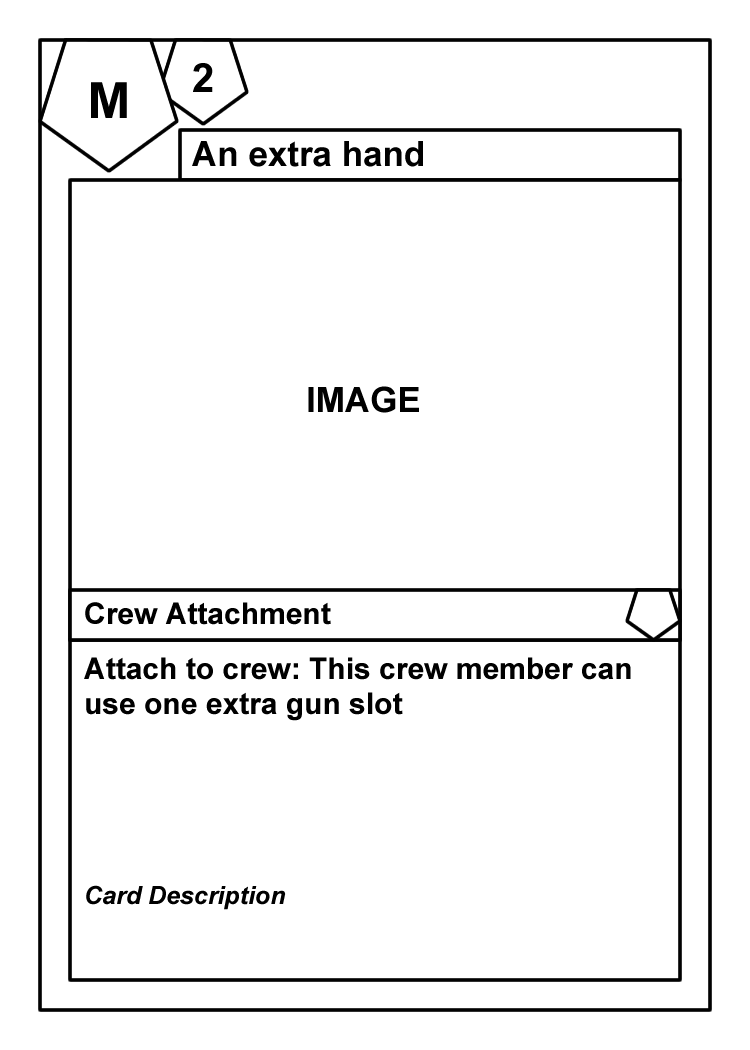 M
2
An extra hand
IMAGE
Crew Attachment
Attach to crew: This crew member can
use one extra gun slot
Card Description